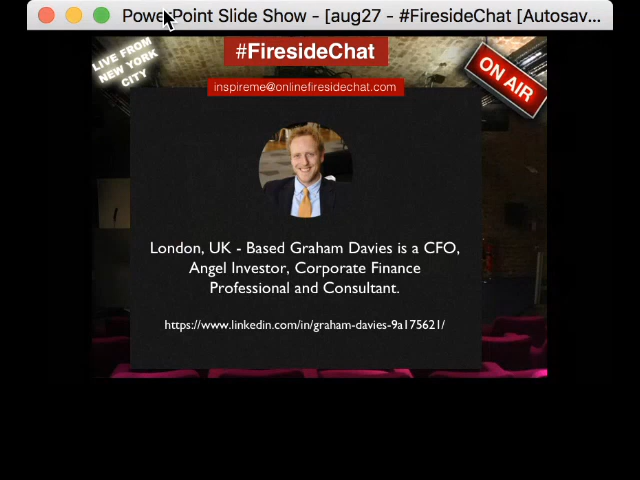 PowerPoint Slide Show - [aug27 - #FiresideChat [Autosav...
LIVE FROM
NEW YORK
CITY
#FiresideChat
ON AIR
inspireme@onlinefiresidechat.com
London, UK - Based Graham Davies is a CFO,
Angel Investor, Corporate Finance
Professional and Consultant.
https://www.linkedin.com/in/graham-davies-9a175621/